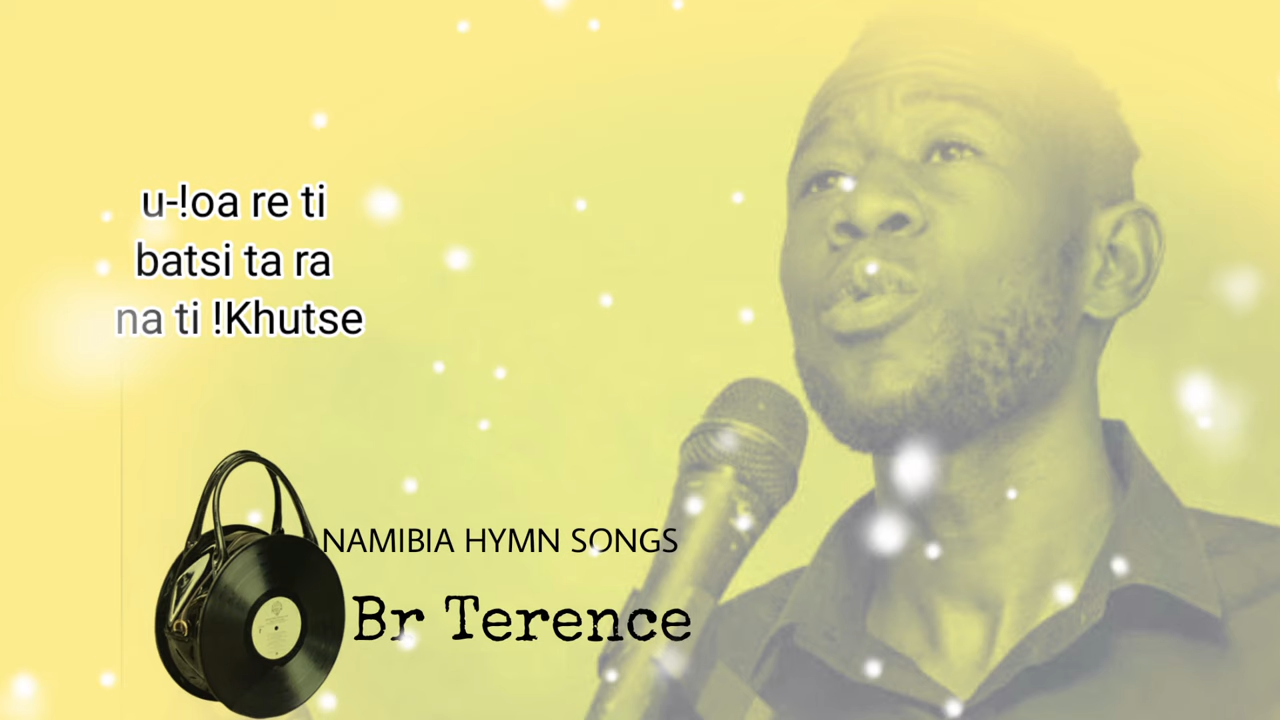 u-!oa re ti
batsi ta ra
na ti !Khutse
NAMIBIA HYMN SONGS
Br Terence